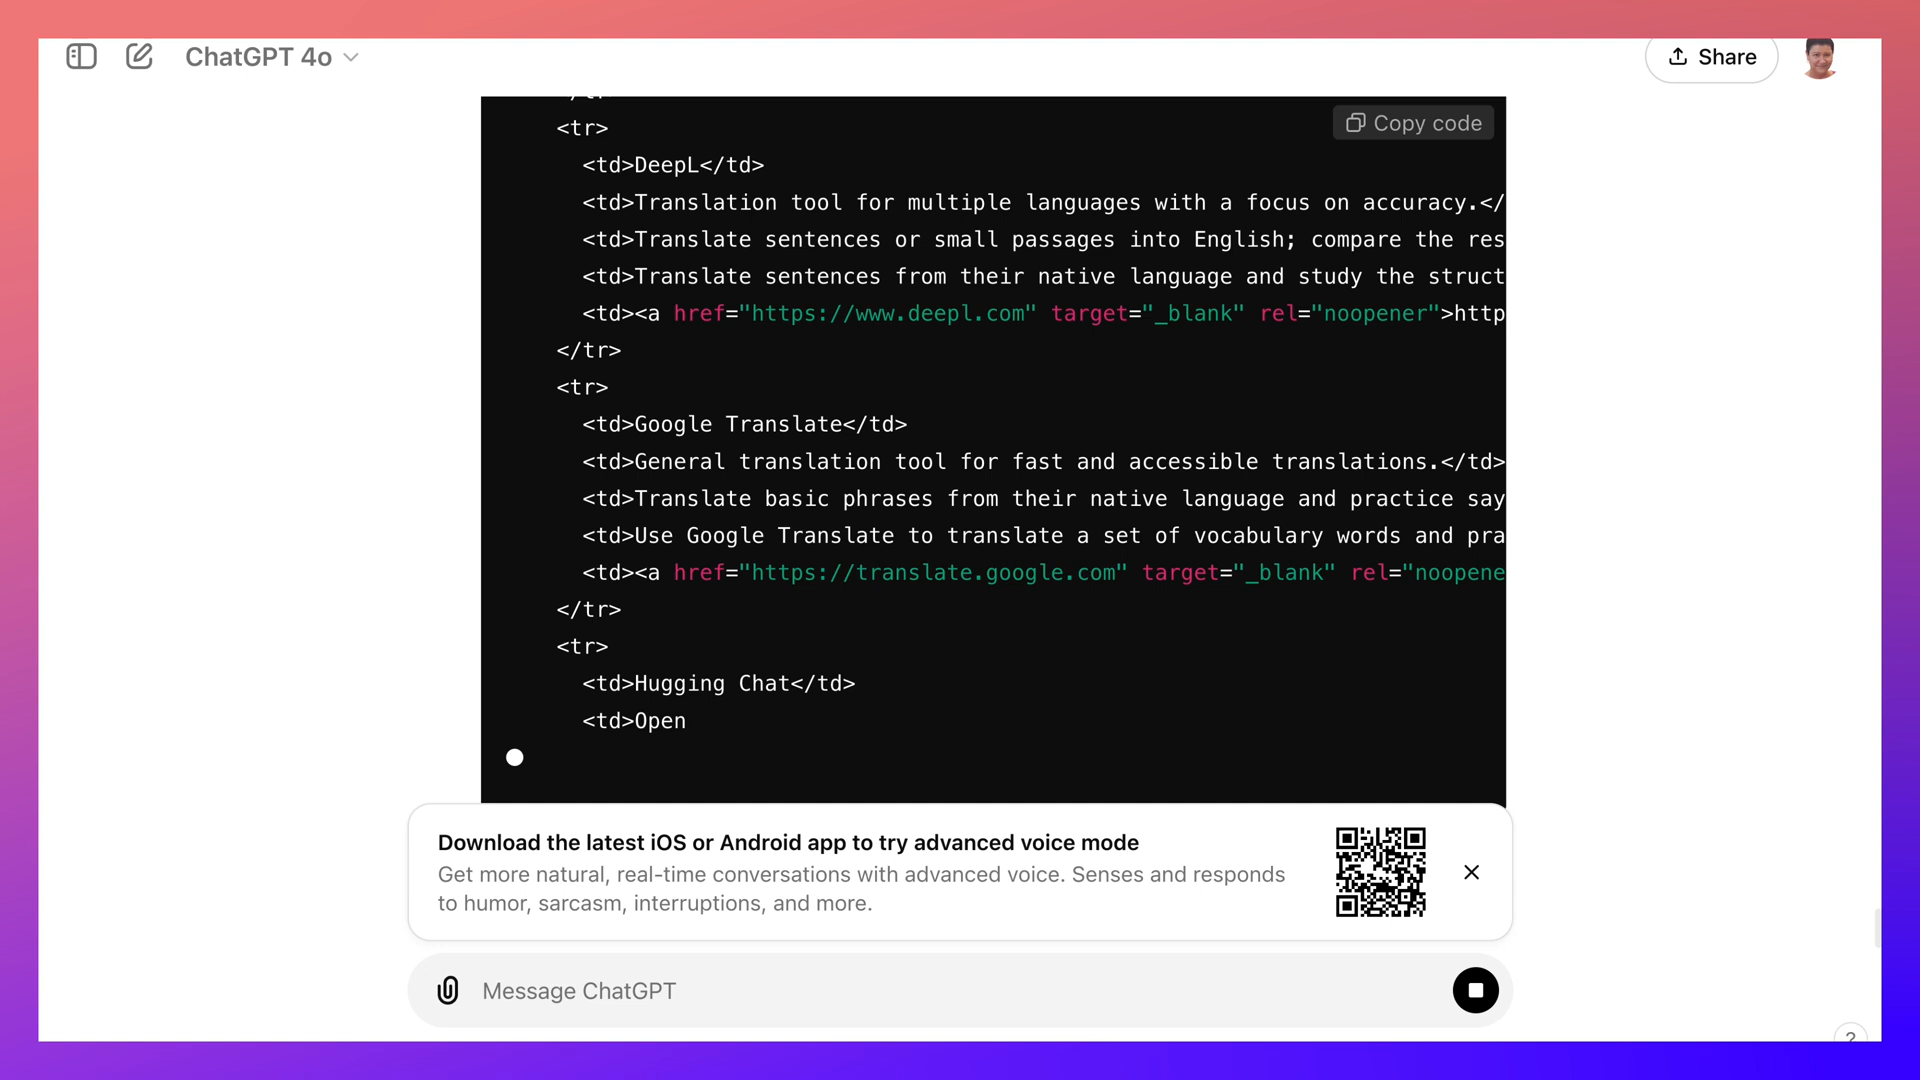 ChatGPT 4o
Share
Copy code
<tr>
<td>DeepL</td>
<td>Translation tool for multiple languages with a focus on accuracy.</
<td>Translate sentences or small passages into English; compare the res
<td>Translate sentences from their native language and study the struct
<td><a href="https://www.deepl.com" target="_blank" rel="noopener">http
</tr>
<tr>
<td>Google Translate</td>
<td>General translation tool for fast and accessible translations.</td>
<td>Translate basic phrases from their native language and practice say
<td>Use Google Translate to translate a set of vocabulary words and pra
<td><a href="https://translate.google.com" target="_blank" rel="noopene
</tr>
<tr>
<td>Hugging Chat</td>
<td>Open
Download the latest iOS or Android app to try advanced voice mode
Get more natural, real-time conversations with advanced voice. Senses and responds
to humor, sarcasm, interruptions, and more.
Message ChatGPT
?